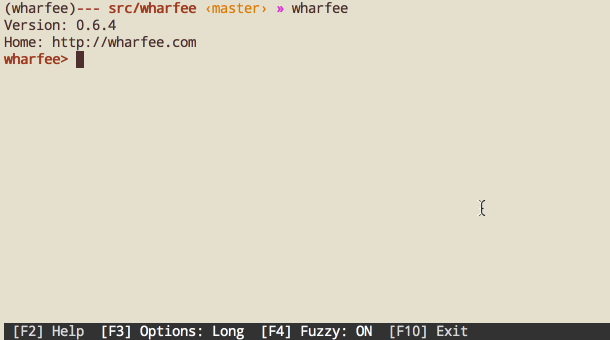 (wharfee)--- src/wharfee ‹master› » wharfee
Version: 0.6.4
Home: http://wharfee.com
wharfee>
[F2] Help [F3] Options: Long [F4] Fuzzy: ON [F10] Exit